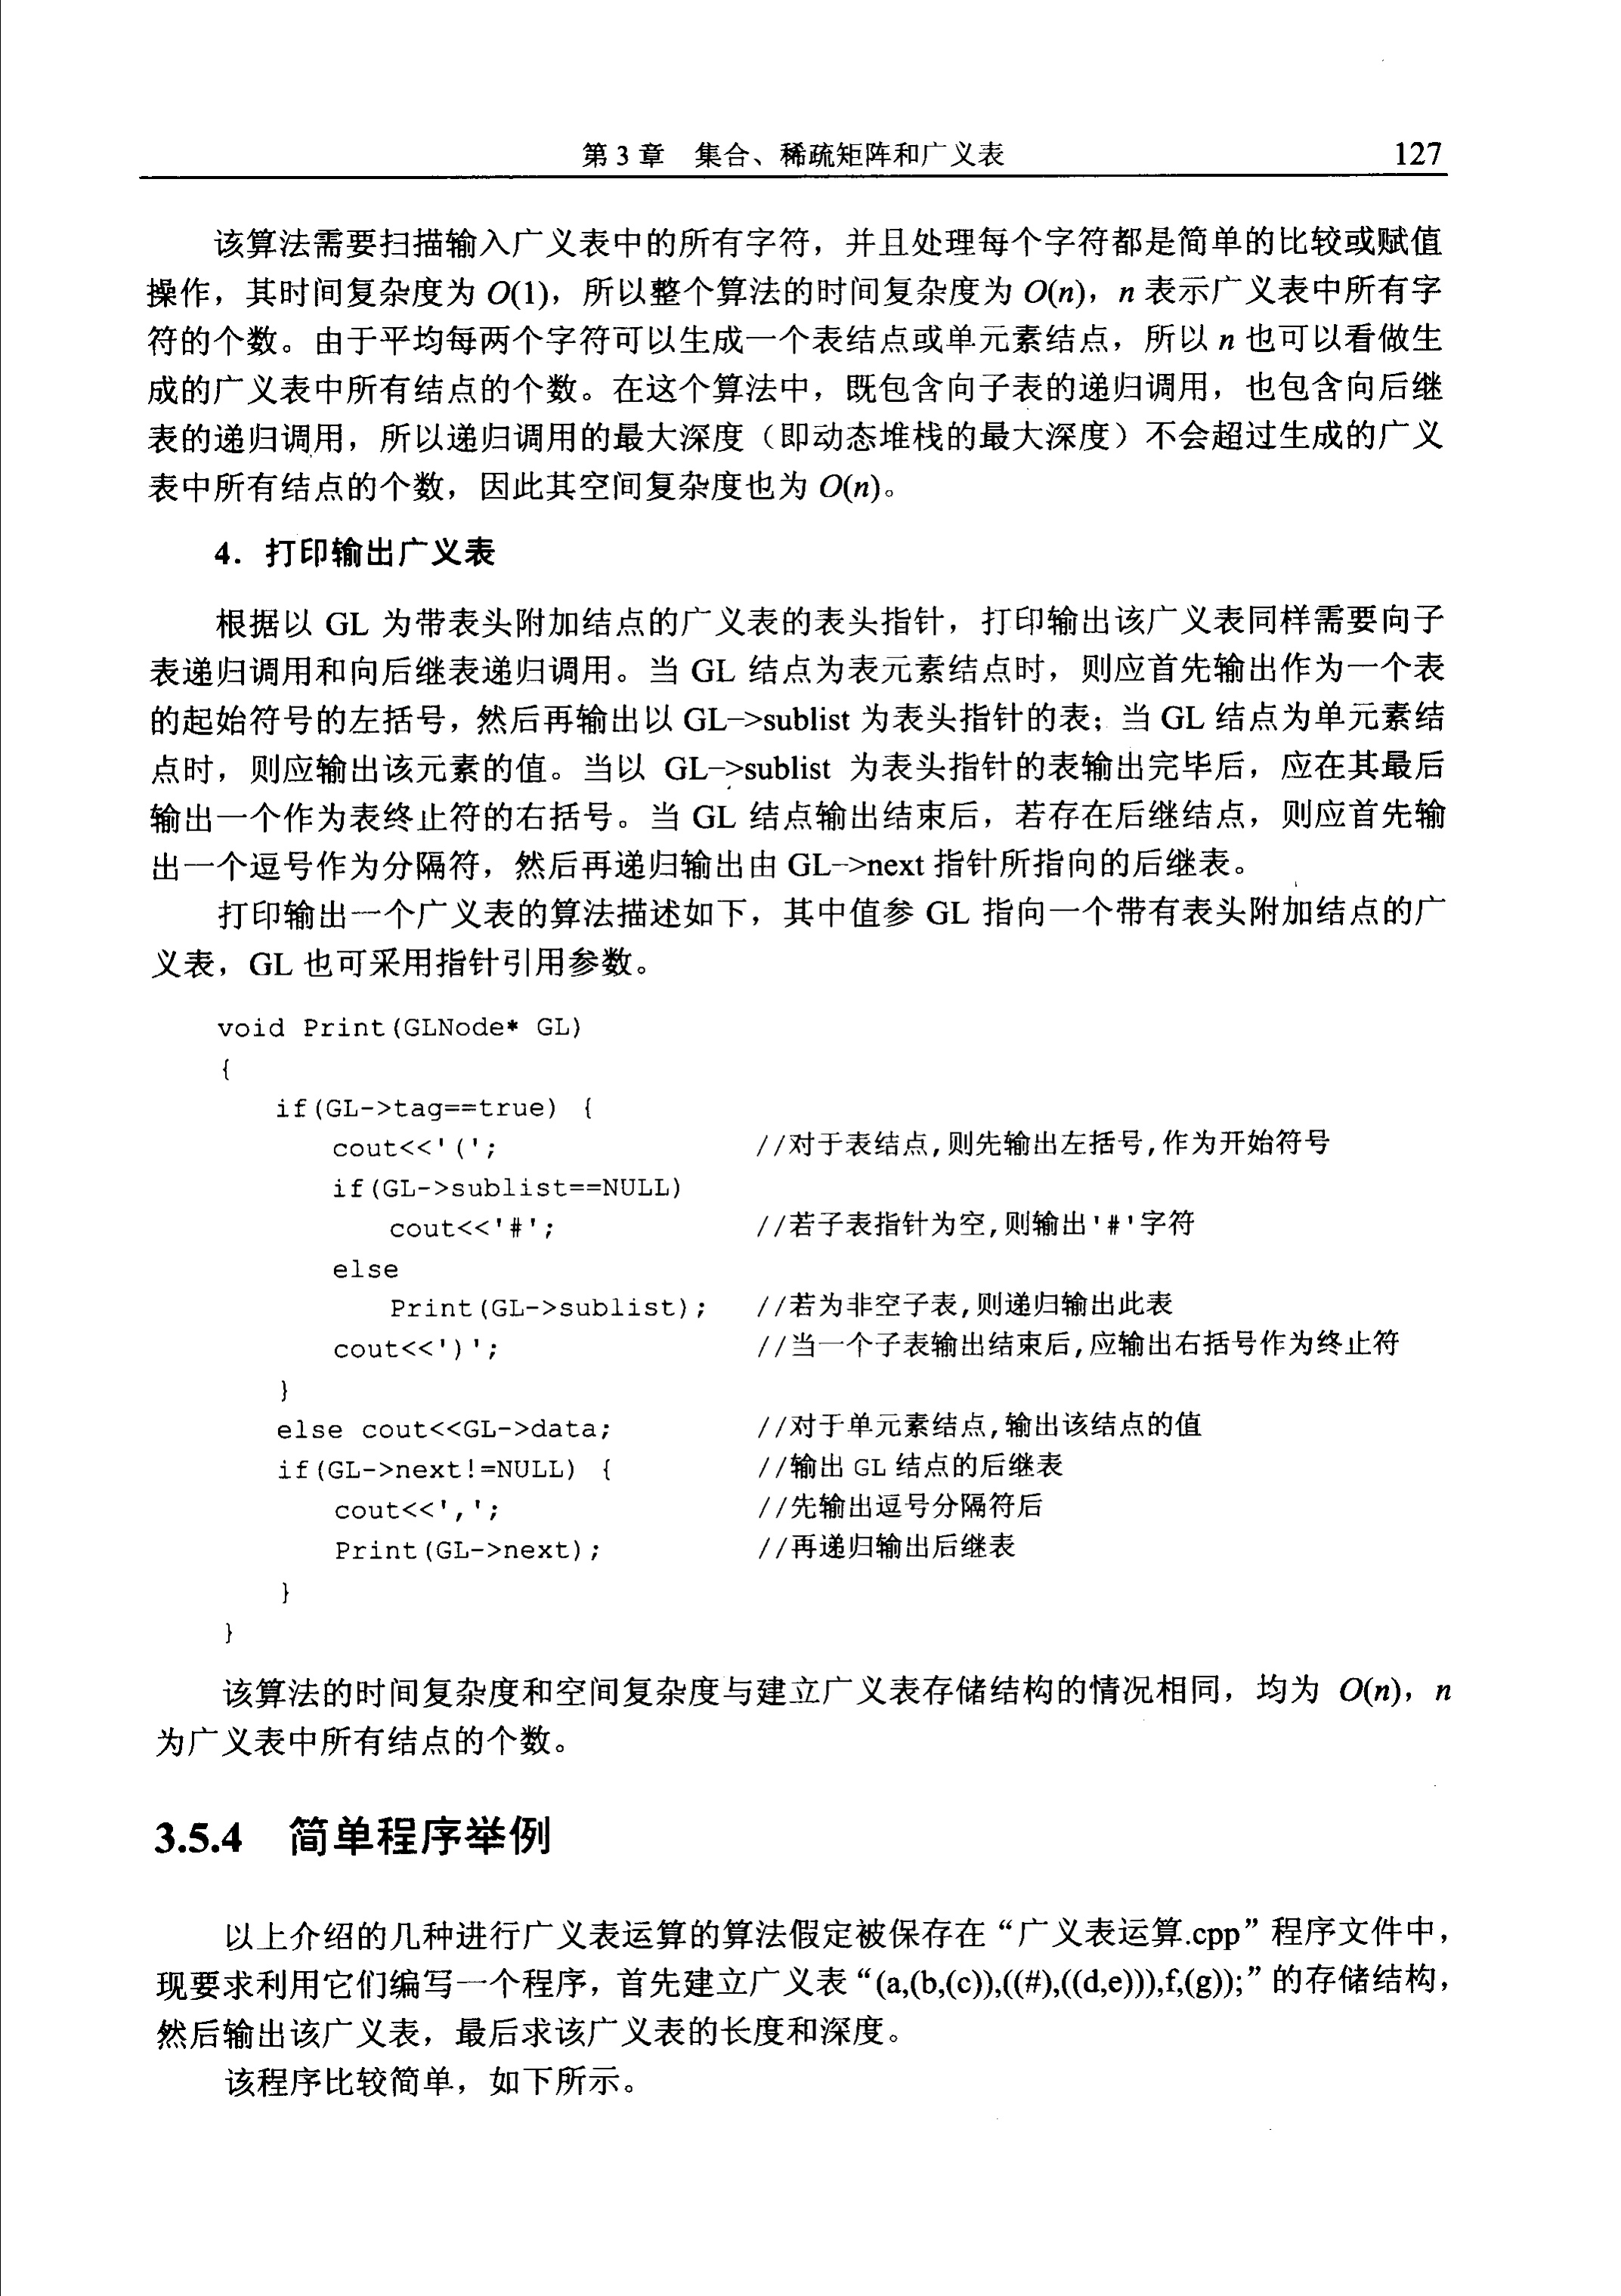 第 3 章　集合、稀疏矩阵和广义表　127
该算法需要扫描输入广义表中的所有字符，并且处理每个字符都是简单的比较或赋值
操作，其时间复杂度为 O(1)，所以整个算法的时间复杂度为 O(n)，n 表示广义表中所有字
符的个数。由于平均每两个字符可以生成一个表结点或单元素结点，所以 n 也可以看做生
成的广义表中所有结点的个数。在这个算法中，既包含向子表的递归调用，也包含向后继
表的递归调用，所以递归调用的最大深度（即动态堆栈的最大深度）不会超过生成的广义
表中所有结点的个数，因此其空间复杂度也为 O(n)。
4．打印输出广义表
根据以 GL 为带表头附加结点的广义表的表头指针，打印输出该广义表同样需要向子
表递归调用和向后继表递归调用。当 GL 结点为表元素结点时，则应首先输出作为一个表
的起始符号的左括号，然后再输出以 GL->sublist 为表头指针的表；当 GL 结点为单元素结
点时，则应输出该元素的值。当以 GL->sublist 为表头指针的表输出完毕后，应在其最后
输出一个作为表终止符的右括号。当 GL 结点输出结束后，若存在后继结点，则应首先输
出一个逗号作为分隔符，然后再递归输出由 GL->next 指针所指向的后继表。
打印输出一个广义表的算法描述如下，其中值参 GL 指向一个带有表头附加结点的广
义表，GL 也可采用指针引用参数。
void Print(GLNode* GL)
{
if(GL->tag==true) {
cout<<'('; //对于表结点,则先输出左括号,作为开始符号
if(GL->sublist==NULL)
cout<<'#'; //若子表指针为空,则输出'#'字符
else
Print(GL->sublist); //若为非空子表,则递归输出此表
cout<<')'; //当一个子表输出结束后,应输出右括号作为终止符
}
else cout<<GL->data; //对于单元素结点,输出该结点的值
if(GL->next!=NULL) { //输出 GL 结点的后继表
cout<<','; //先输出逗号分隔符后
Print(GL->next); //再递归输出后继表
}
}
该算法的时间复杂度和空间复杂度与建立广义表存储结构的情况相同，均为 O(n)，n
为广义表中所有结点的个数。
3.5.4　简单程序举例
以上介绍的几种进行广义表运算的算法假定被保存在“广义表运算.cpp”程序文件中，
现要求利用它们编写一个程序，首先建立广义表“(a,(b,(c)),((#),((d,e))),f,(g));”的存储结构，
然后输出该广义表，最后求该广义表的长度和深度。
该程序比较简单，如下所示。